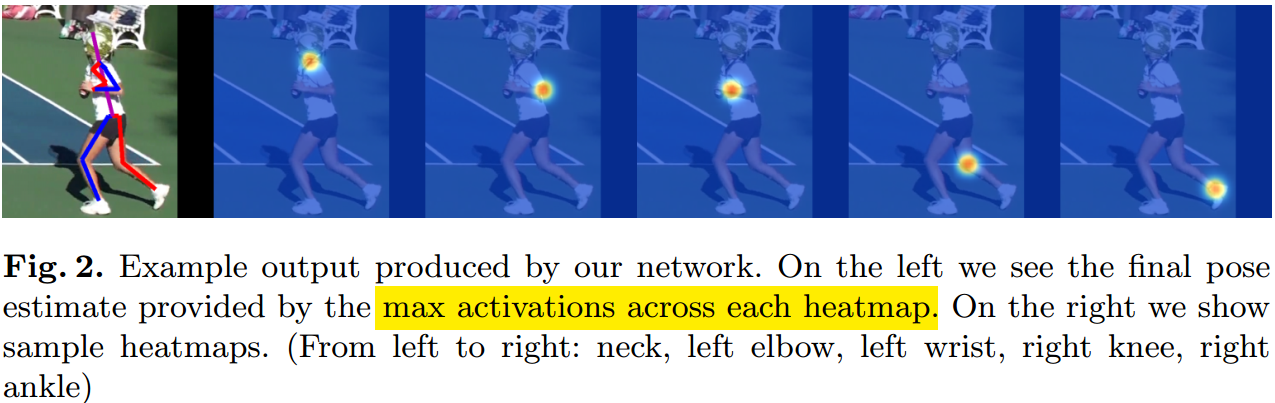 Fig. 2. Example output produced by our network. On the left we see the final pose
estimate provided by the max activations across each heatmap. On the right we show
sample heatmaps. (From left to right: neck, left elbow, left wrist, right knee, right
ankle)